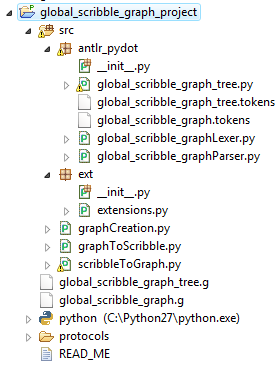 global_scribble_graph_project
src
antlr_pydot
__init__.py
global_scribble_graph_tree.py
global_scribble_graph_tree.tokens
global_scribble_graph.tokens
global_scribble_graphLexer.py
global_scribble_graphParser.py
ext
__init__.py
extensions.py
graphCreation.py
graphToScribble.py
scribbleToGraph.py
global_scribble_graph_tree.g
global_scribble_graph.g
python (C:\Python27\python.exe)
protocols
READ_ME